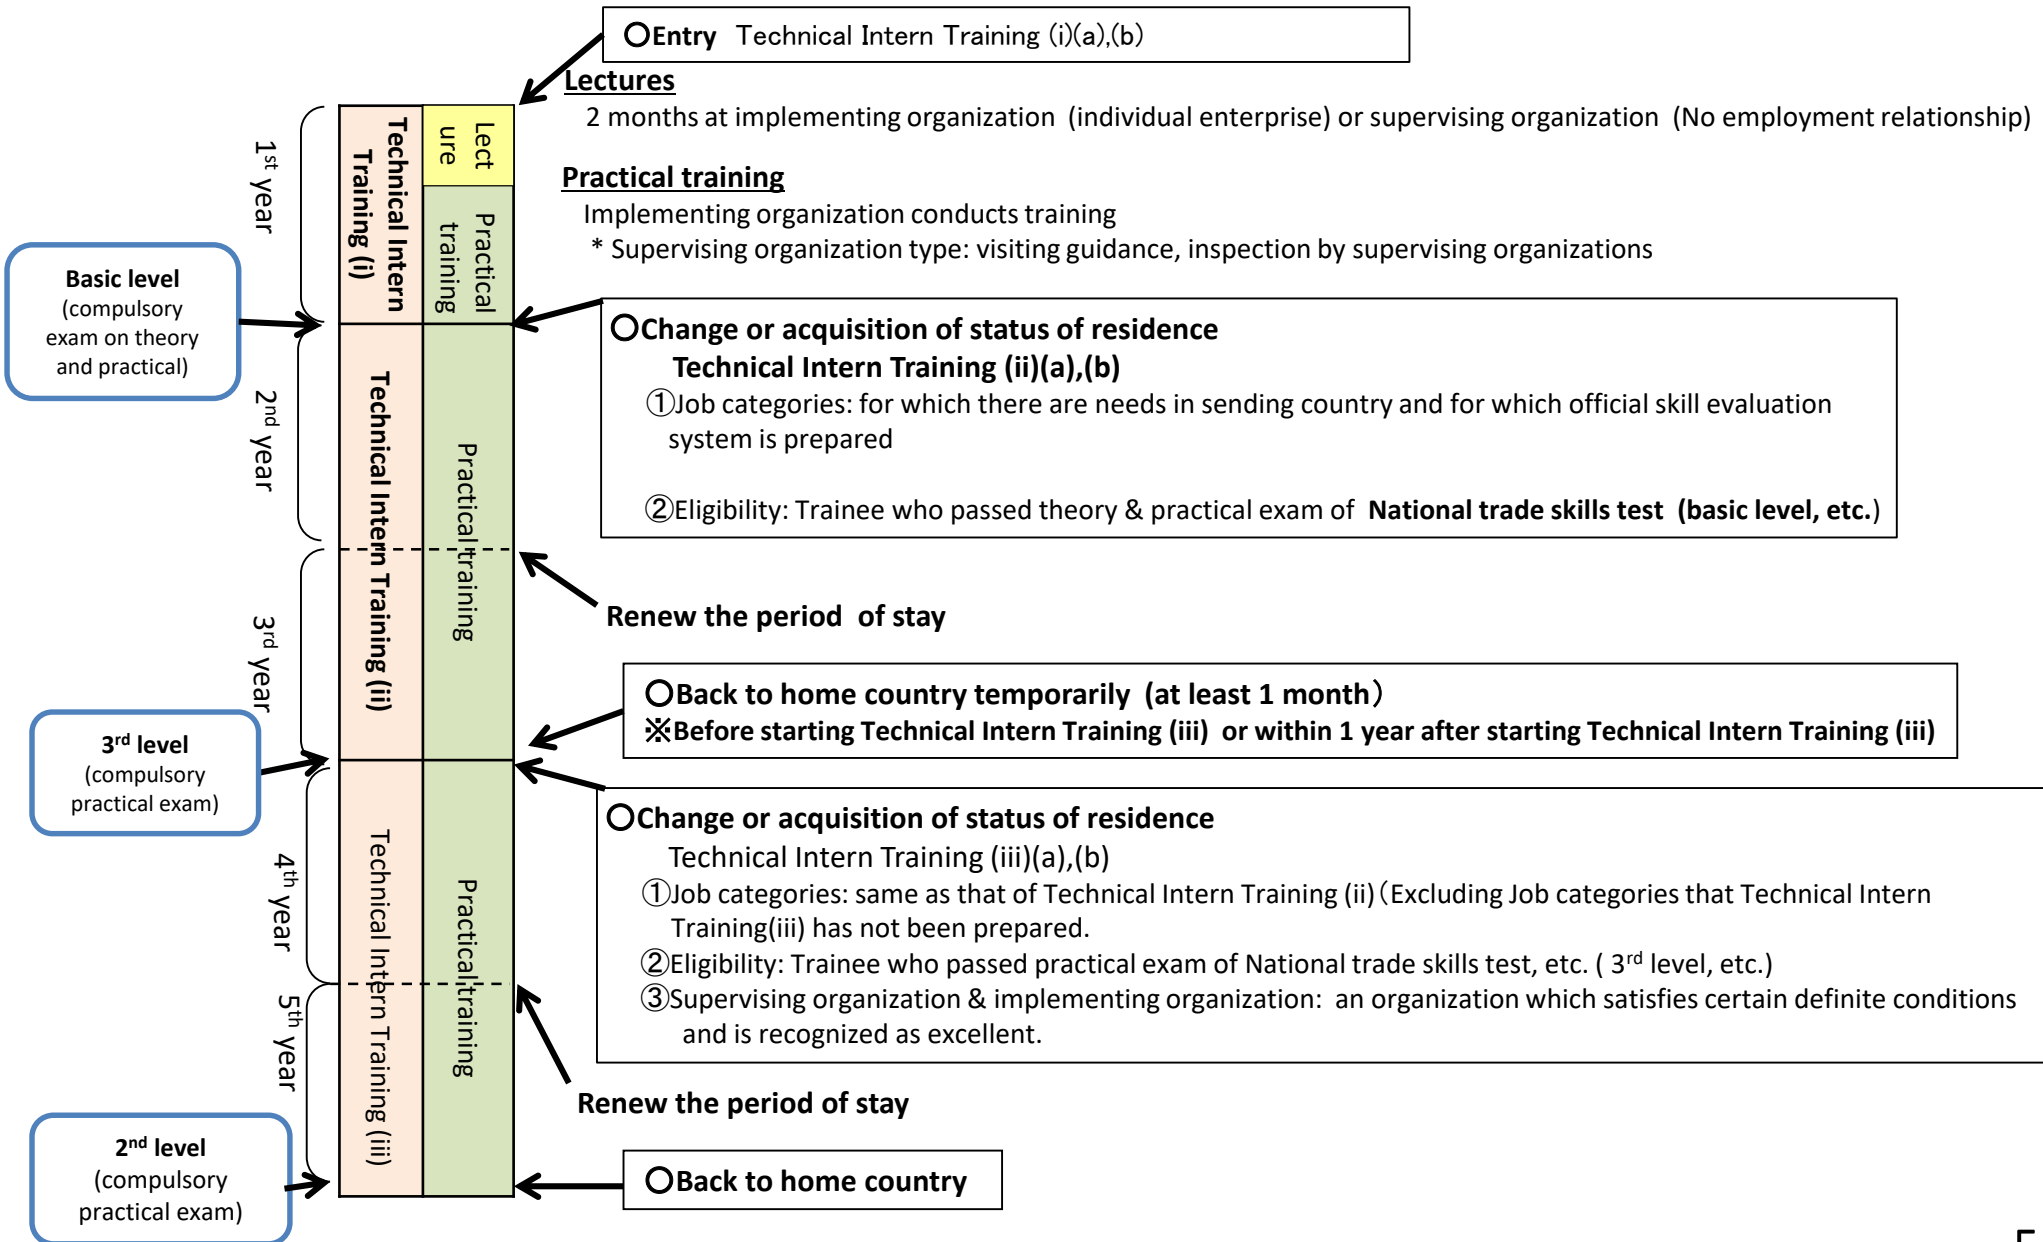 ○Entry Technical Intern Training (i)(a),(b)
Lectures
2 months at implementing organization (individual enterprise) or supervising organization (No employment relationship)
Practical training
Implementing organization conducts training
* Supervising organization type: visiting guidance, inspection by supervising organizations
1st year
Technical Intern
Training (i)
Lect
ure
Practical
training
Basic level
(compulsory
exam on theory
and practical)
○Change or acquisition of status of residence
Technical Intern Training (ii)(a),(b)
①Job categories: for which there are needs in sending country and for which official skill evaluation
system is prepared
②Eligibility: Trainee who passed theory & practical exam of National trade skills test (basic level, etc.)
2nd year
Technical Intern Training (ii)
Practical training
Renew the period of stay
3rd year
○Back to home country temporarily (at least 1 month）
※Before starting Technical Intern Training (iii) or within 1 year after starting Technical Intern Training (iii)
3rd level
(compulsory
practical exam)
○Change or acquisition of status of residence
Technical Intern Training (iii)(a),(b)
①Job categories: same as that of Technical Intern Training (ii)（Excluding Job categories that Technical Intern
Training(iii) has not been prepared.
②Eligibility: Trainee who passed practical exam of National trade skills test, etc. ( 3rd level, etc.)
③Supervising organization & implementing organization: an organization which satisfies certain definite conditions
and is recognized as excellent.
4th year
Technical Intern Training (iii)
Practical training
5th year
Renew the period of stay
2nd level
(compulsory
practical exam)
○Back to home country